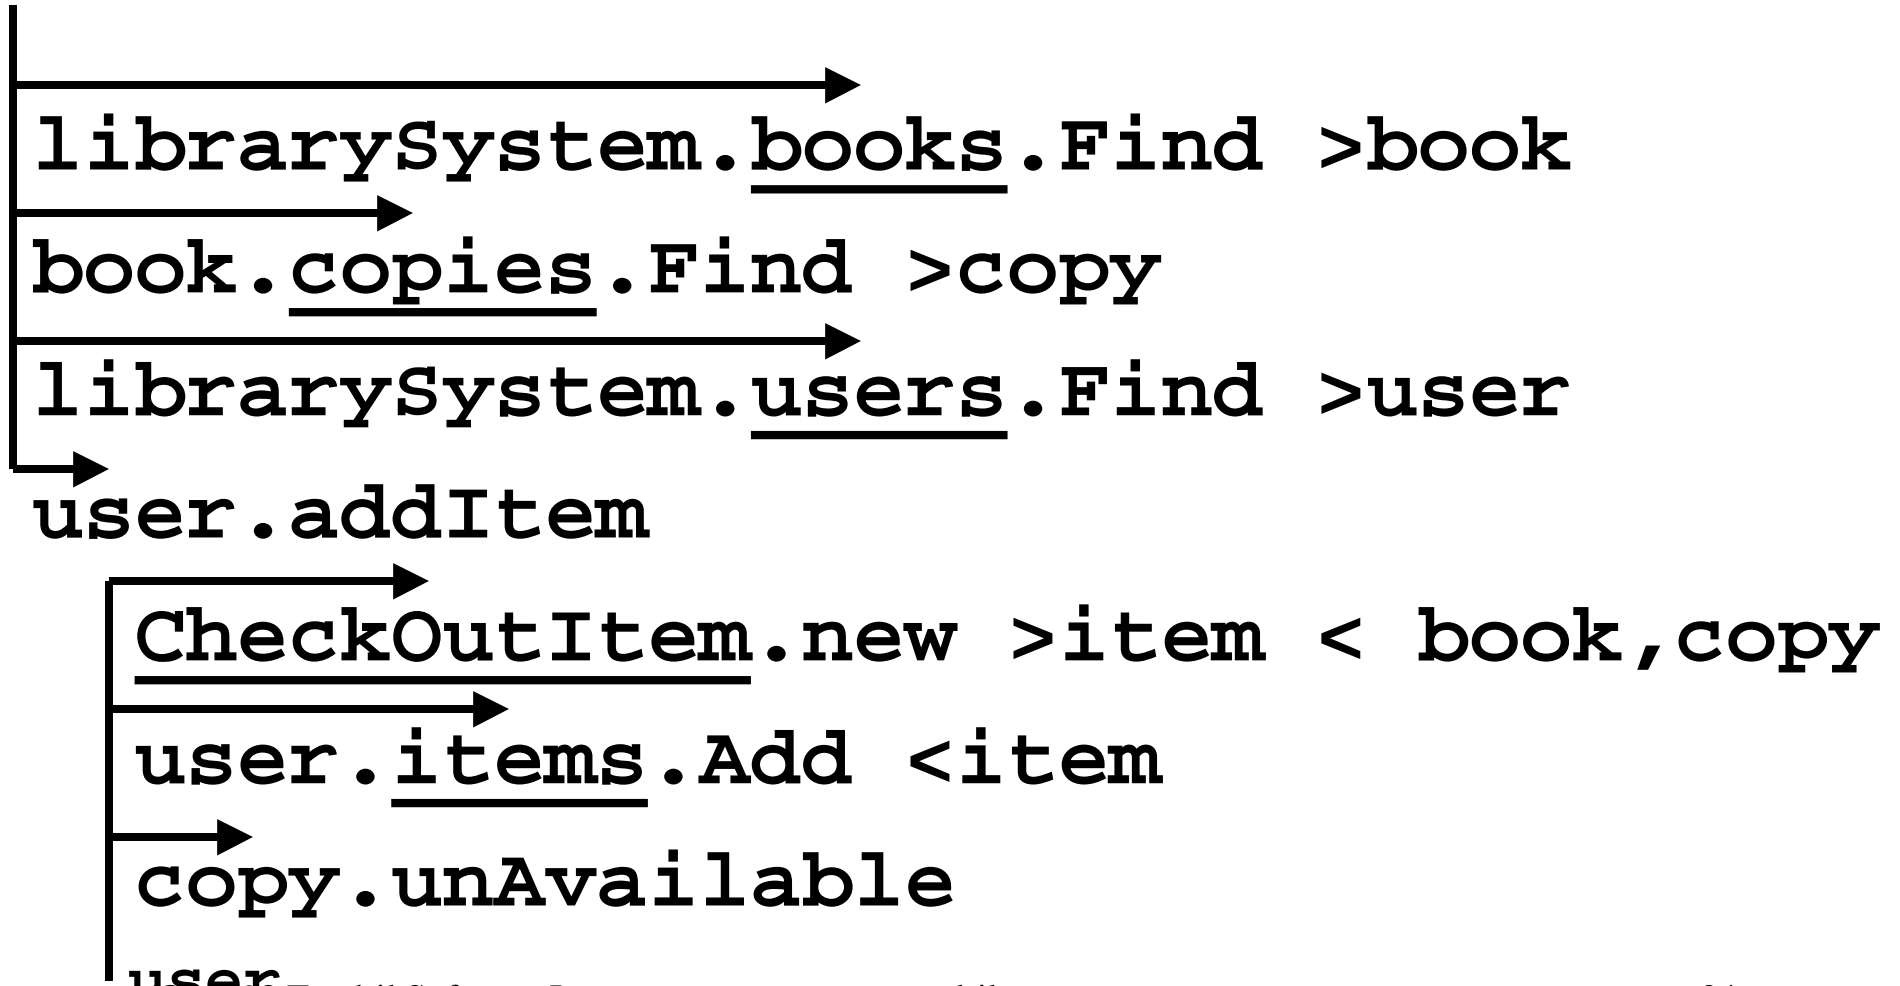 librarySystem.books.Find >book
book.copies.Find >copy
librarySystem.users.Find >user
user.addItem
CheckOutItem.new >item < book,copy
user.items.Add <item
copy.unAvailable
user